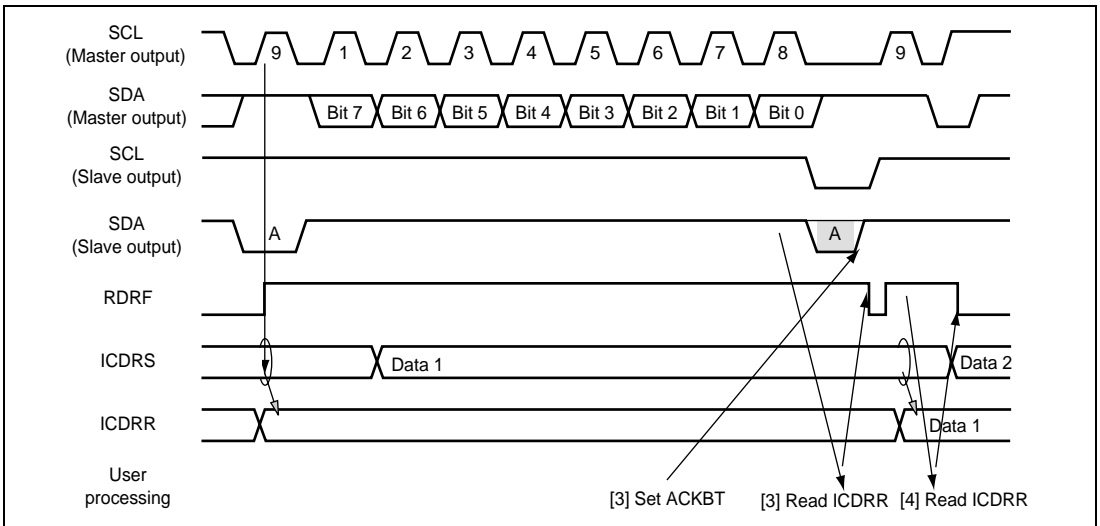 SCL
(Master output)
9 1 2 3 4 5 6 7 8 9
SDA
(Master output)
Bit 7 Bit 6 Bit 5 Bit 4 Bit 3 Bit 2 Bit 1 Bit 0
SCL
(Slave output)
SDA
(Slave output)
A A
RDRF
ICDRS
Data 1 Data 2
ICDRR
Data 1
User
processing
[3] Set ACKBT [3] Read ICDRR [4] Read ICDRR